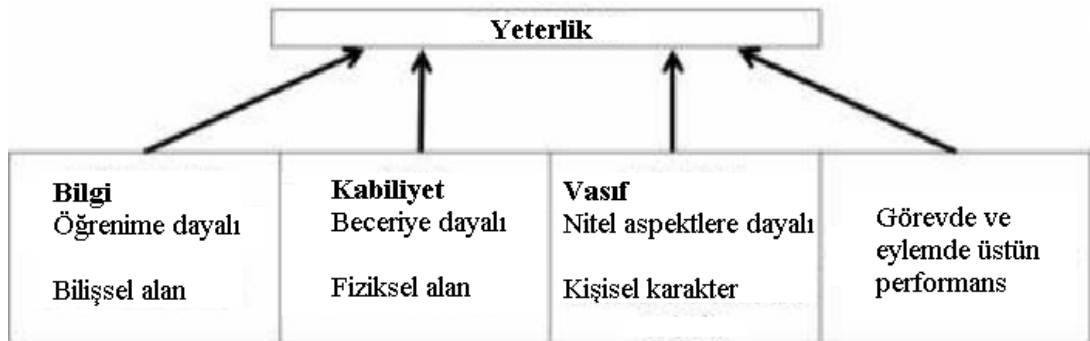 Yeterlik
Bilgi
Öğrenime dayalı
Bilişsel alan
Kabiliyet
Beceriye dayalı
Fiziksel alan
Vasıf
Nitel aspektlere dayalı
Kişisel karakter
Görevde ve
eylemde üstün
performans